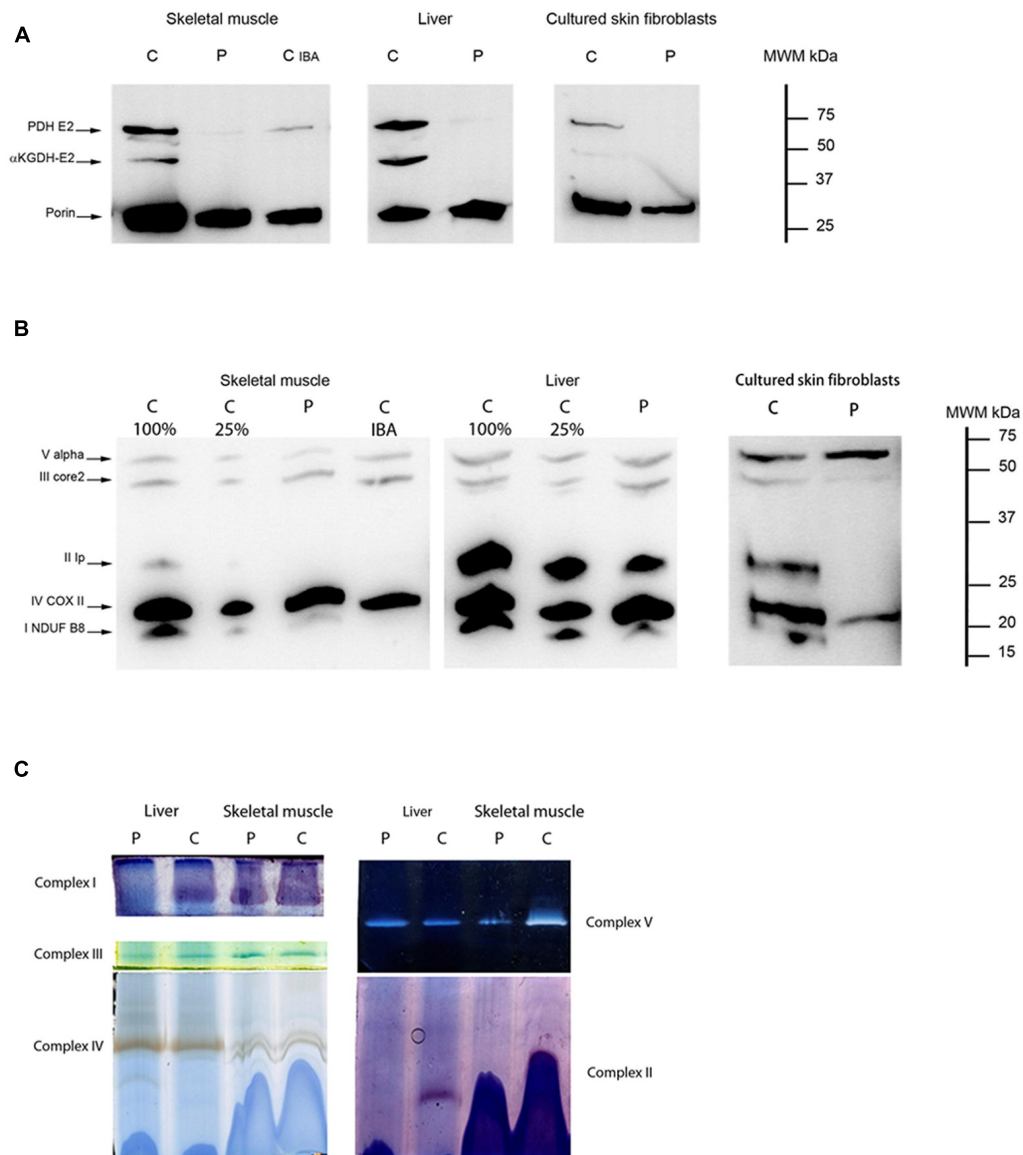 A
Skeletal muscle Liver Cultured skin fibroblasts
C P C IBA C P C P MWM kDa
PDH E2
αKGDH-E2
Porin
75
50
37
25
B
Skeletal muscle Liver Cultured skin fibroblasts
C C P C C C P C P MWM kDa
100% 25% IBA 100% 25%
V alpha
III core2
II Ip
IV COX II
I NDUF B8
75
50
37
25
20
15
C
Liver Skeletal muscle Liver Skeletal muscle
P C P C P C P C
Complex I
Complex III
Complex IV
Complex V
Complex II